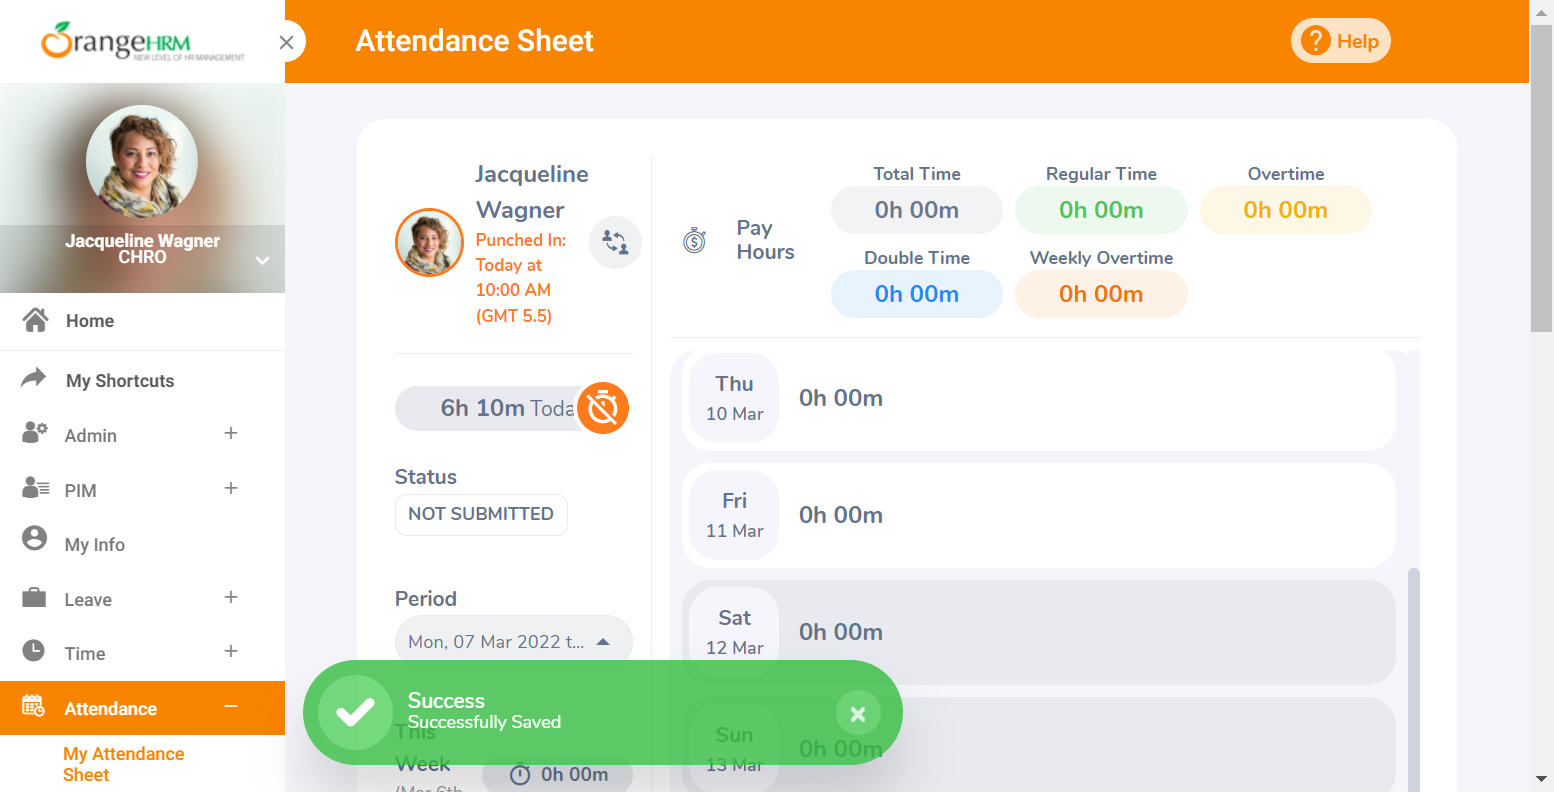 OrangeHRM
NEW LEVEL OF HR MANAGEMENT
Attendance Sheet
Help
Jacqueline Wagner
CHRO
Home
My Shortcuts
Admin
PIM
My Info
Leave
Time
Attendance
My Attendance
Sheet
Jacqueline
Wagner
Punched In:
Today at
10:00 AM
(GMT 5.5)
6h 10m Toda
Status
NOT SUBMITTED
Period
Mon, 07 Mar 2022 t...
Success
Successfully Saved
This
Week
0h 00m
(Mar 6th
Pay
Hours
Total Time
0h 00m
Regular Time
0h 00m
Overtime
0h 00m
Double Time
0h 00m
Weekly Overtime
0h 00m
Thu
10 Mar
0h 00m
Fri
11 Mar
0h 00m
Sat
12 Mar
0h 00m
Sun
13 Mar
0h 00m